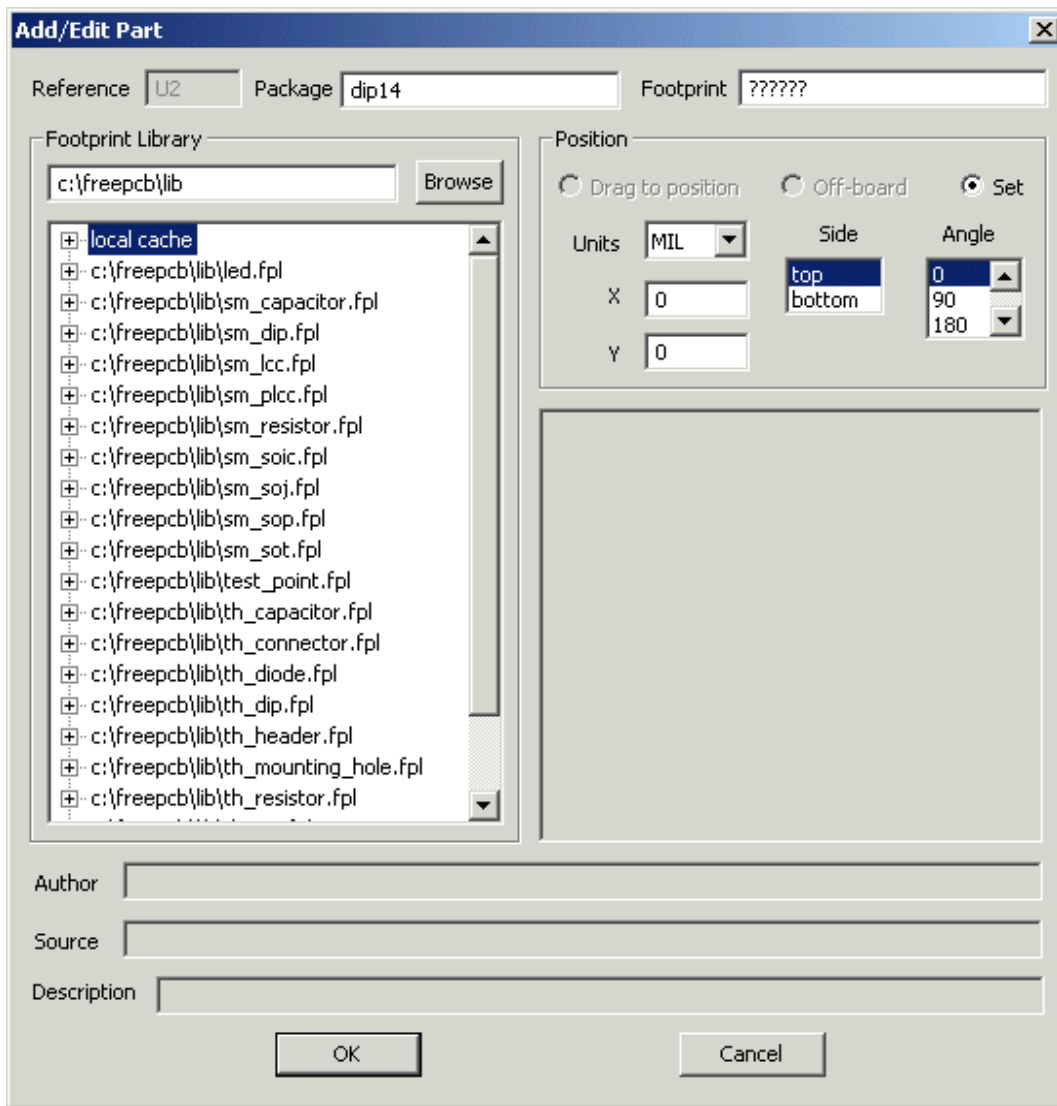 Add/Edit Part
Reference U2 Package dip14 Footprint ??????
Footprint Library
c:\freepcb\lib Browse
local cache
c:\freepcb\lib\led.fpl
c:\freepcb\lib\sm_capacitor.fpl
c:\freepcb\lib\sm_dip.fpl
c:\freepcb\lib\sm_lcc.fpl
c:\freepcb\lib\sm_plcc.fpl
c:\freepcb\lib\sm_resistor.fpl
c:\freepcb\lib\sm_soic.fpl
c:\freepcb\lib\sm_soj.fpl
c:\freepcb\lib\sm_sop.fpl
c:\freepcb\lib\sm_sot.fpl
c:\freepcb\lib\test_point.fpl
c:\freepcb\lib\th_capacitor.fpl
c:\freepcb\lib\th_connector.fpl
c:\freepcb\lib\th_diode.fpl
c:\freepcb\lib\th_dip.fpl
c:\freepcb\lib\th_header.fpl
c:\freepcb\lib\th_mounting_hole.fpl
c:\freepcb\lib\th_resistor.fpl
Position
Drag to position Off-board Set
Units MIL Side Angle
X 0 top 0
bottom 90
Y 0 180
Author
Source
Description
OK Cancel